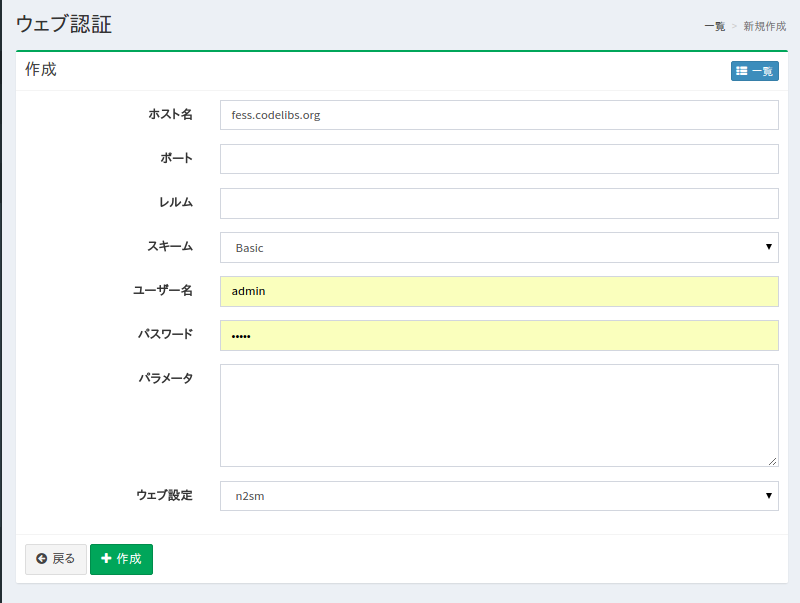 ウェブ認証
一覧 > 新規作成
作成
一覧
ホスト名 fess.codelibs.org
ポート
レルム
スキーム Basic
ユーザー名 admin
パスワード •••••
パラメータ
ウェブ設定 n2sm
戻る 作成